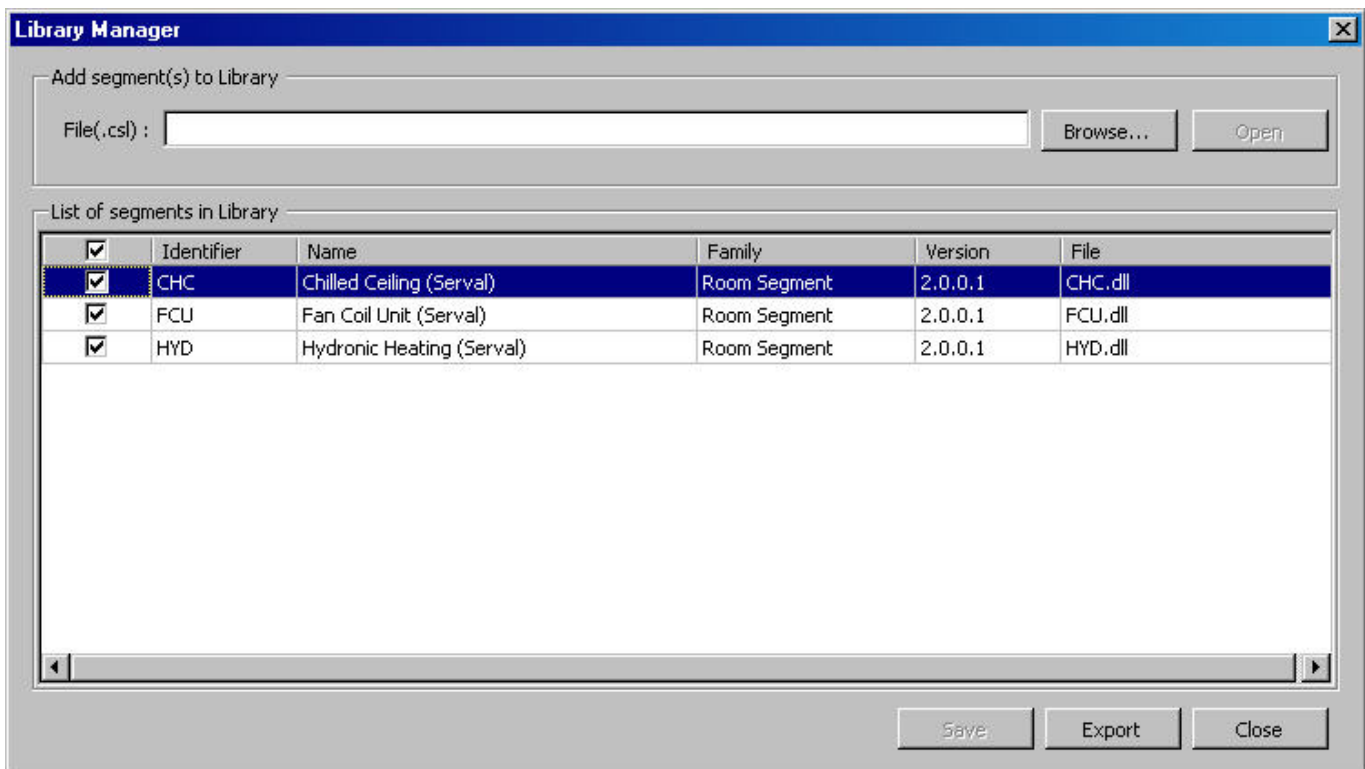 Library Manager
Add segment(s) to Library
File(.csl) : Browse... Open
List of segments in Library
Identifier Name Family Version File
CHC Chilled Ceiling (Serval) Room Segment 2.0.0.1 CHC.dll
FCU Fan Coil Unit (Serval) Room Segment 2.0.0.1 FCU.dll
HYD Hydronic Heating (Serval) Room Segment 2.0.0.1 HYD.dll
Save Export Close